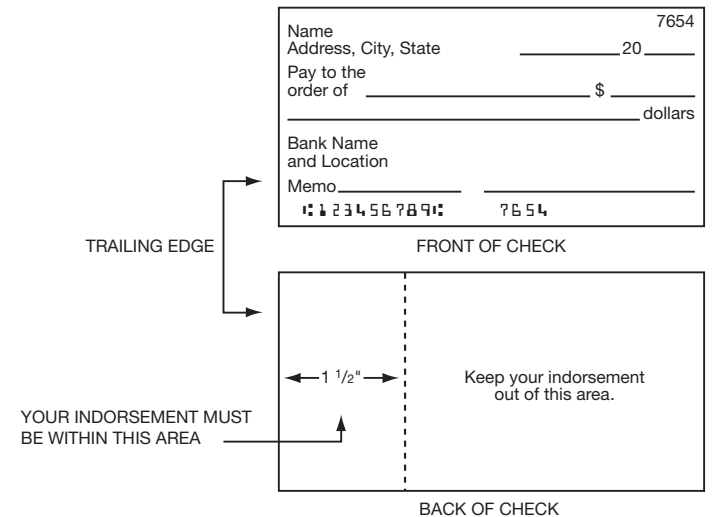 7654
Name
Address, City, State 20
Pay to the
order of $
dollars
Bank Name
and Location
Memo
⑆123456789⑆ 7654
TRAILING EDGE
FRONT OF CHECK
1 1/2"
Keep your indorsement
out of this area.
YOUR INDORSEMENT MUST
BE WITHIN THIS AREA
BACK OF CHECK